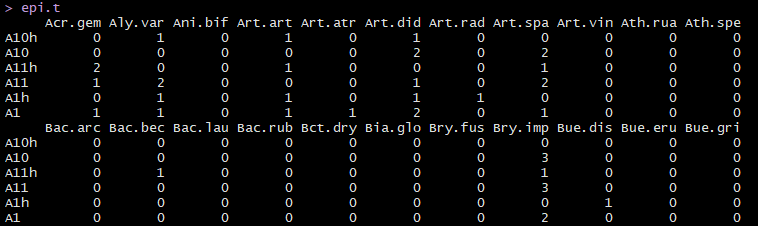 > epi.t
Acr.gem Aly.var Ani.bif Art.art Art.atr Art.did Art.rad Art.spa Art.vin Ath.rua Ath.spe
A10h 0 1 0 1 0 1 0 0 0 0 0
A10 0 0 0 0 0 2 0 2 0 0 0
A11h 2 0 0 1 0 0 0 1 0 0 0
A11 1 2 0 0 0 1 0 2 0 0 0
A1h 0 1 0 1 0 1 1 0 0 0 0
A1 1 1 0 1 1 2 0 1 0 0 0
Bac.arc Bac.bec Bac.lau Bac.rub Bct.dry Bia.glo Bry.fus Bry.imp Bue.dis Bue.eru Bue.gri
A10h 0 0 0 0 0 0 0 0 0 0 0
A10 0 0 0 0 0 0 0 3 0 0 0
A11h 0 1 0 0 0 0 0 1 0 0 0
A11 0 0 0 0 0 0 0 3 0 0 0
A1h 0 0 0 0 0 0 0 0 1 0 0
A1 0 0 0 0 0 0 0 2 0 0 0